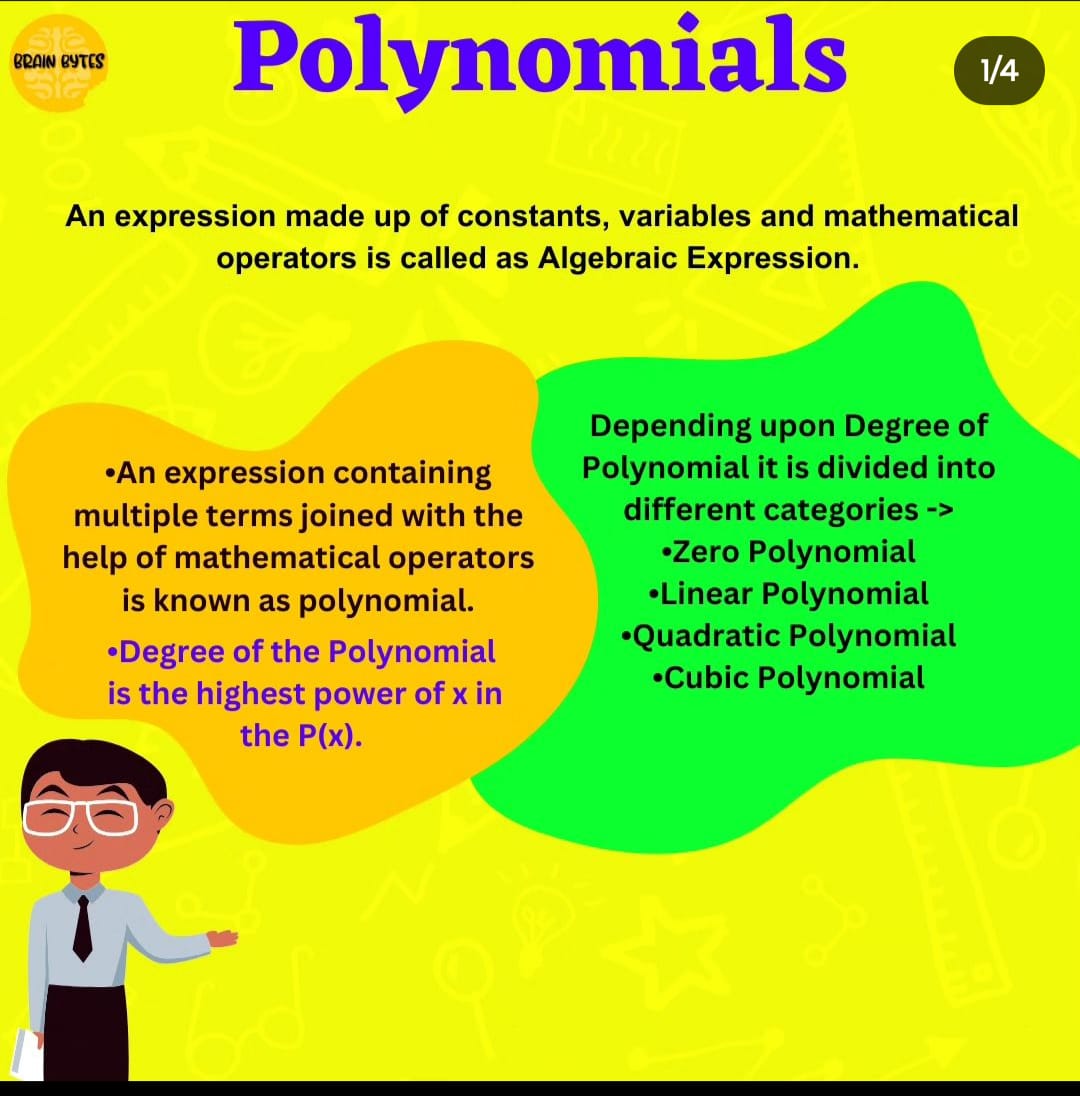 BRAIN BYTES
Polynomials
1/4
An expression made up of constants, variables and mathematical
operators is called as Algebraic Expression.
•An expression containing
multiple terms joined with the
help of mathematical operators
is known as polynomial.
•Degree of the Polynomial
is the highest power of x in
the P(x).
Depending upon Degree of
Polynomial it is divided into
different categories ->
•Zero Polynomial
•Linear Polynomial
•Quadratic Polynomial
•Cubic Polynomial